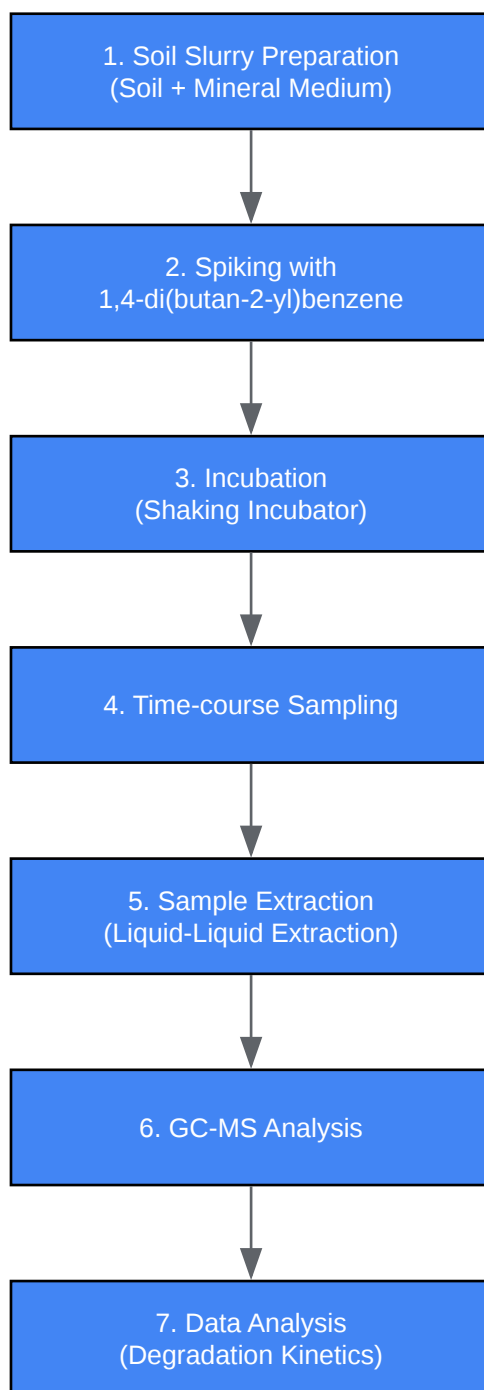 1. Soil Slurry Preparation
(Soil + Mineral Medium)
2. Spiking with
1,4-di(butan-2-yl)benzene
3. Incubation
(Shaking Incubator)
4. Time-course Sampling
5. Sample Extraction
(Liquid-Liquid Extraction)
6. GC-MS Analysis
7. Data Analysis
(Degradation Kinetics)